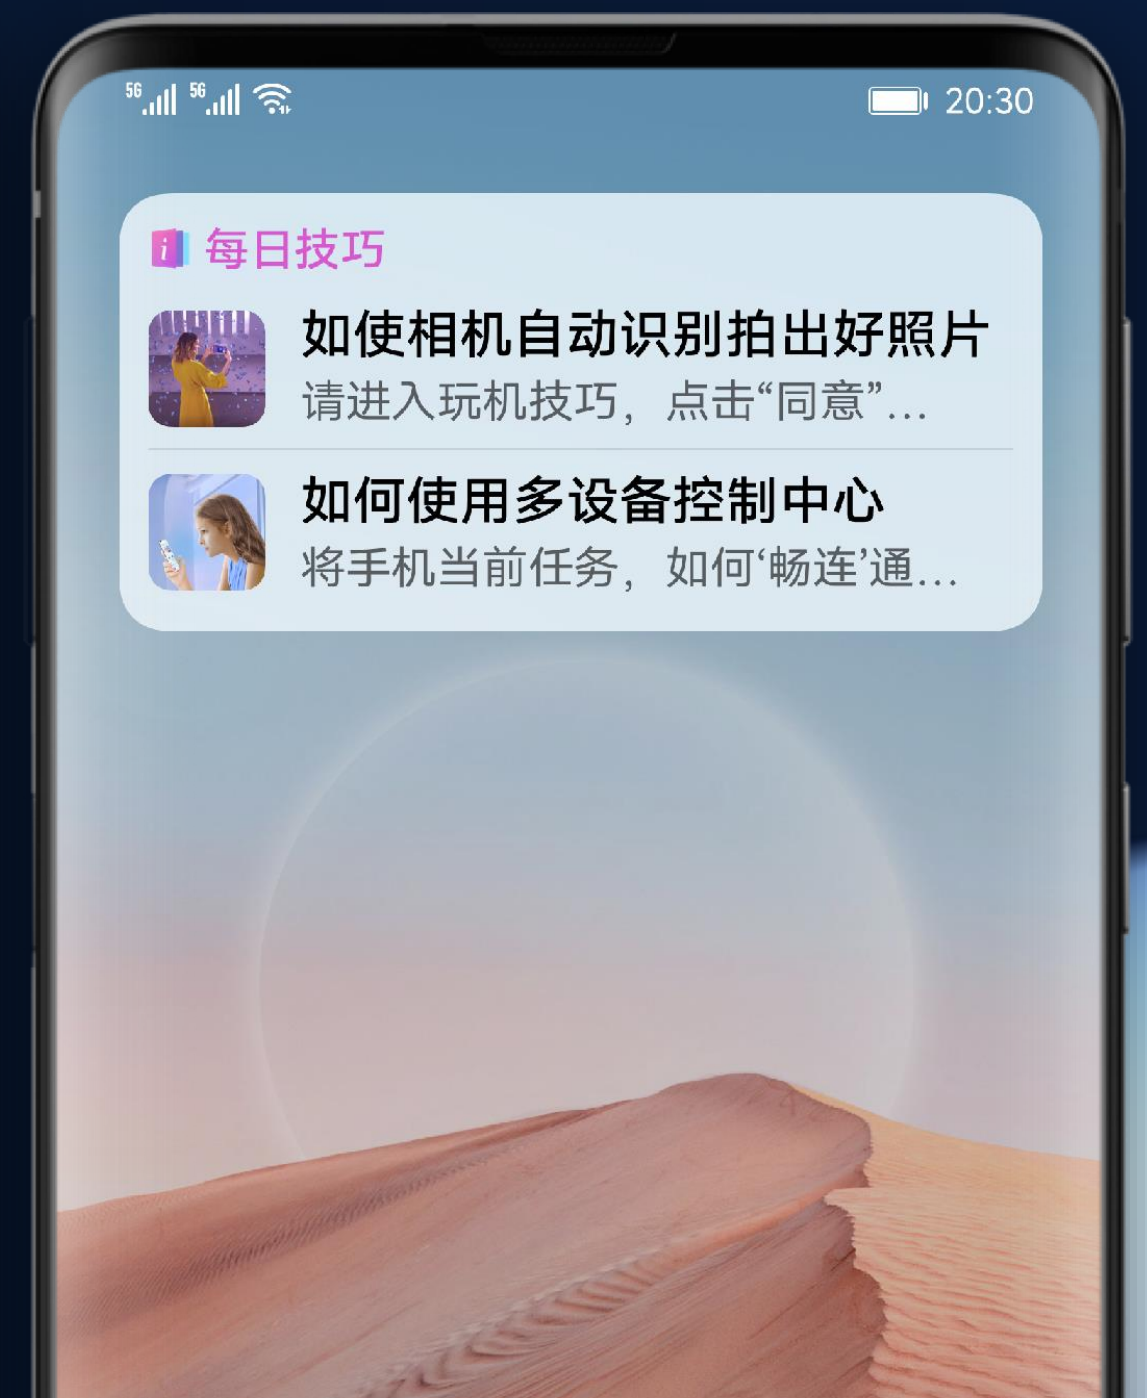 5G 5G 20:30
每日技巧
如使相机自动识别拍出好照片
请进入玩机技巧，点击“同意”...
如何使用多设备控制中心
将手机当前任务，如何‘畅连’通...